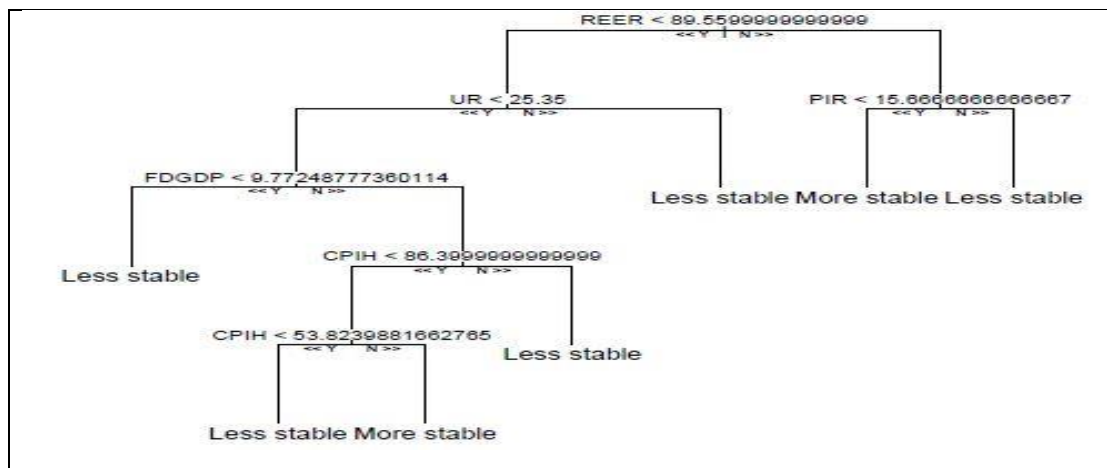 REER < 89.5599999999999
<< Y N >>
UR < 25.35 PIR < 15.6666666666667
<< Y N >> << Y N >>
FDGDP < 9.77248777360114 Less stable More stable Less stable
<< Y N >>
Less stable CPIH < 86.3999999999999
<< Y N >>
CPIH < 53.8239881662765 Less stable
<< Y N >>
Less stable More stable